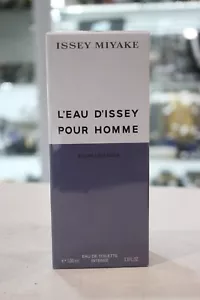 ISSEY MIYAKE
L'EAU D'ISSEY
POUR HOMME
EAU DE TOILETTE
INTENSE